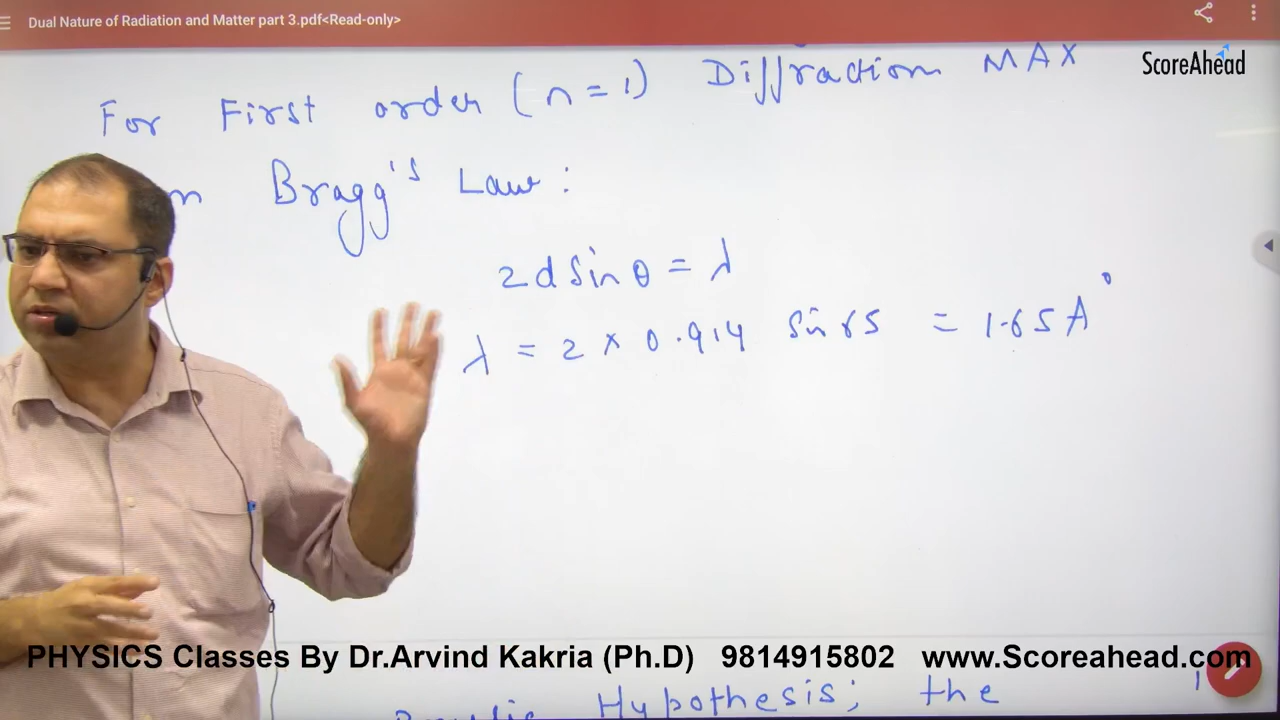 Dual Nature of Radiation and Matter part 3.pdf<Read-only>
ScoreAhead
For First order (n=1) Diffraction MAX
Bragg's Law :
2d Sin θ = λ
λ = 2 × 0.914 Sin 65 = 1.65 A°
PHYSICS Classes By Dr.Arvind Kakria (Ph.D) 9814915802 www.Scoreahead.com
Hypothesis; the